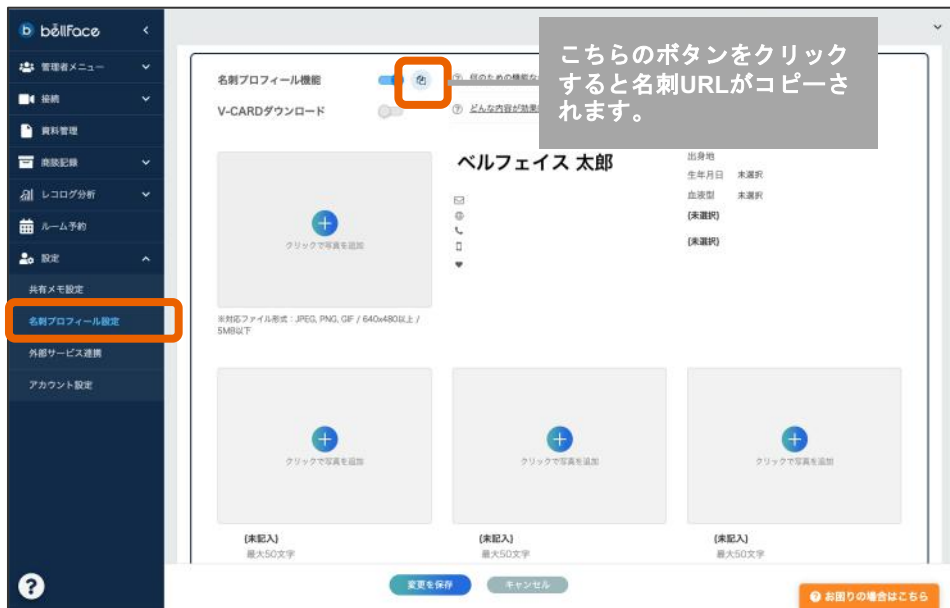 bellFace
管理者メニュー
接続
資料管理
商談記録
レコログ分析
ルーム予約
設定
共有メモ設定
名刺プロフィール設定
外部サービス連携
アカウント設定
こちらのボタンをクリック
すると名刺URLがコピーさ
れます。
名刺プロフィール機能
V-CARDダウンロード
ベルフェイス 太郎
出身地
生年月日 未選択
血液型 未選択
(未選択)
(未選択)
クリックで写真を追加
※対応ファイル形式：JPEG, PNG, GIF / 640x480以上 /
5MB以下
クリックで写真を追加 クリックで写真を追加 クリックで写真を追加
(未記入) (未記入) (未記入)
最大50文字 最大50文字 最大50文字
変更を保存 キャンセル
お困りの場合はこちら